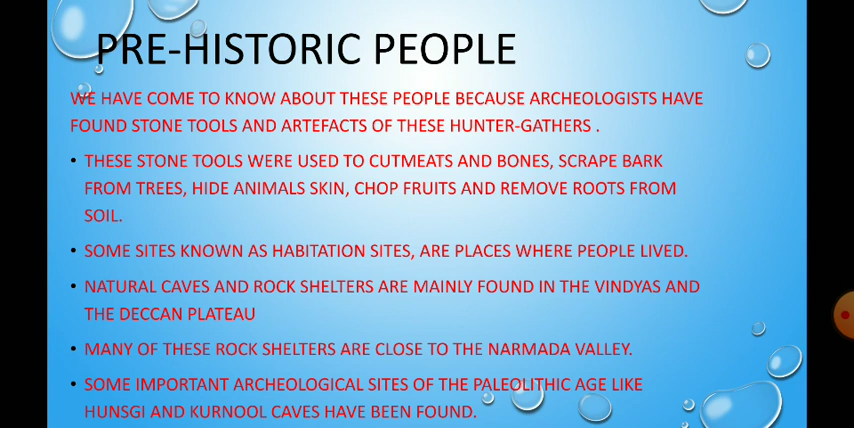 PRE-HISTORIC PEOPLE
WE HAVE COME TO KNOW ABOUT THESE PEOPLE BECAUSE ARCHEOLOGISTS HAVE
FOUND STONE TOOLS AND ARTEFACTS OF THESE HUNTER-GATHERS .
• THESE STONE TOOLS WERE USED TO CUTMEATS AND BONES, SCRAPE BARK
FROM TREES, HIDE ANIMALS SKIN, CHOP FRUITS AND REMOVE ROOTS FROM
SOIL.
• SOME SITES KNOWN AS HABITATION SITES, ARE PLACES WHERE PEOPLE LIVED.
• NATURAL CAVES AND ROCK SHELTERS ARE MAINLY FOUND IN THE VINDYAS AND
THE DECCAN PLATEAU
• MANY OF THESE ROCK SHELTERS ARE CLOSE TO THE NARMADA VALLEY.
• SOME IMPORTANT ARCHEOLOGICAL SITES OF THE PALEOLITHIC AGE LIKE
HUNSGI AND KURNOOL CAVES HAVE BEEN FOUND.